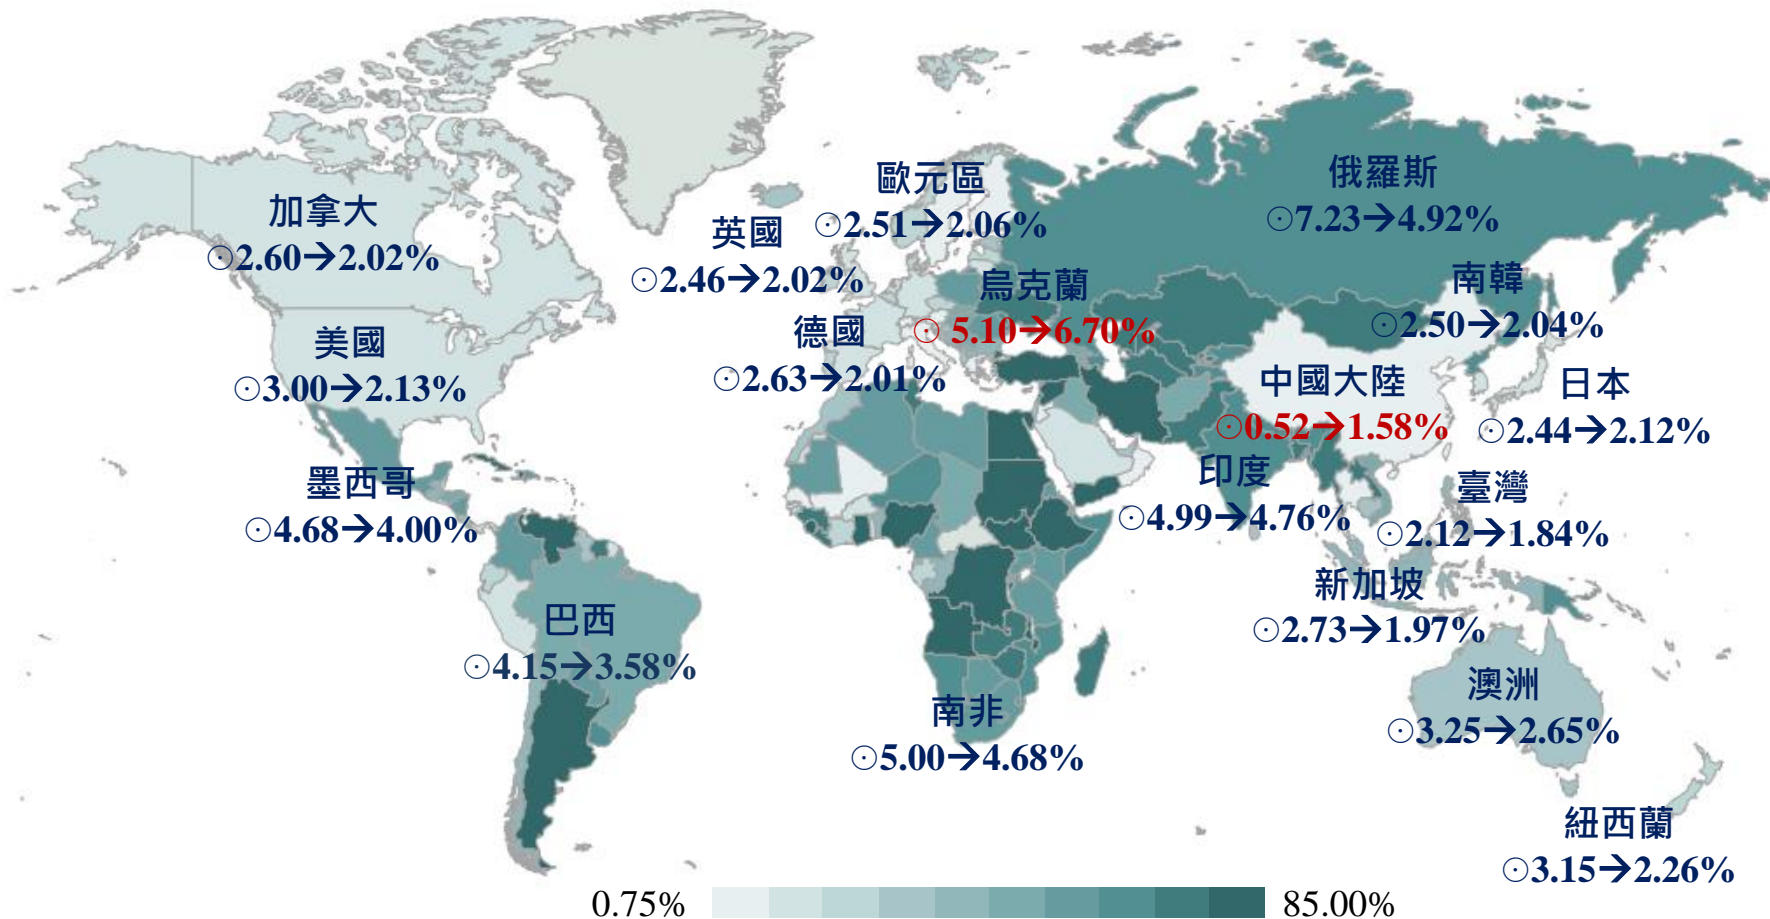 歐元區
⊙2.51→2.06%
俄羅斯
⊙7.23→4.92%
加拿大
⊙2.60→2.02%
英國
⊙2.46→2.02%
烏克蘭
⊙ 5.10→6.70%
南韓
⊙2.50→2.04%
美國
⊙3.00→2.13%
德國
⊙2.63→2.01%
中國大陸
⊙0.52→1.58%
日本
⊙2.44→2.12%
墨西哥
⊙4.68→4.00%
印度
⊙4.99→4.76%
臺灣
⊙2.12→1.84%
新加坡
⊙2.73→1.97%
巴西
⊙4.15→3.58%
南非
⊙5.00→4.68%
澳洲
⊙3.25→2.65%
紐西蘭
⊙3.15→2.26%
0.75% 85.00%